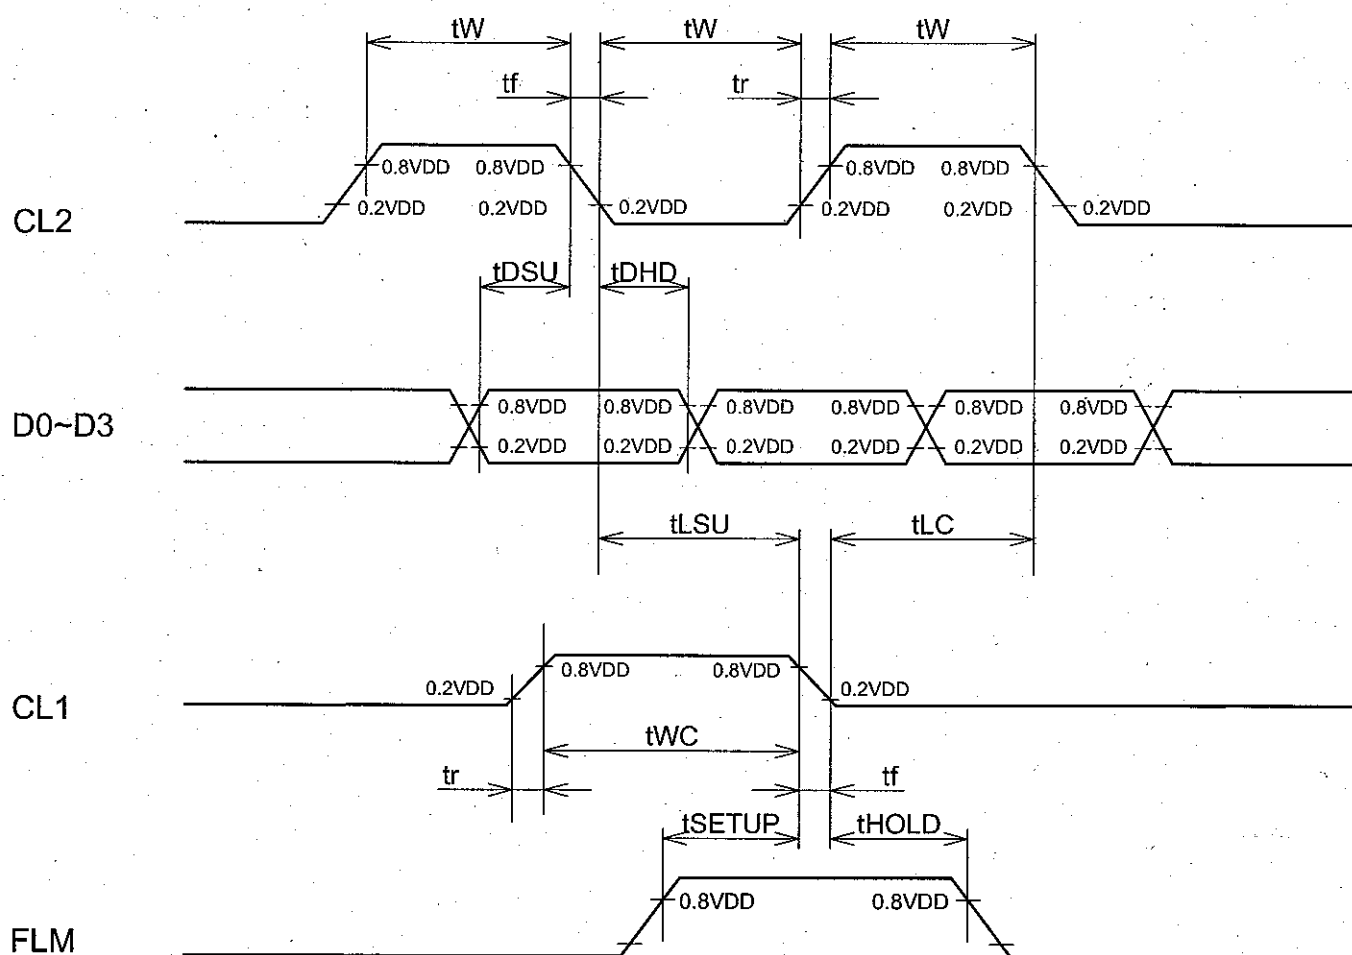 tW tW tW
tf tr
0.8VDD 0.8VDD 0.8VDD 0.8VDD
CL2 0.2VDD 0.2VDD 0.2VDD 0.2VDD 0.2VDD 0.2VDD
tDSU tDHD
D0~D3 0.8VDD 0.8VDD 0.8VDD 0.8VDD 0.8VDD 0.8VDD
0.2VDD 0.2VDD 0.2VDD 0.2VDD 0.2VDD 0.2VDD
tLSU tLC
0.8VDD 0.8VDD
CL1 0.2VDD 0.2VDD
tWC
tr tf
tSETUP tHOLD
0.8VDD 0.8VDD
FLM